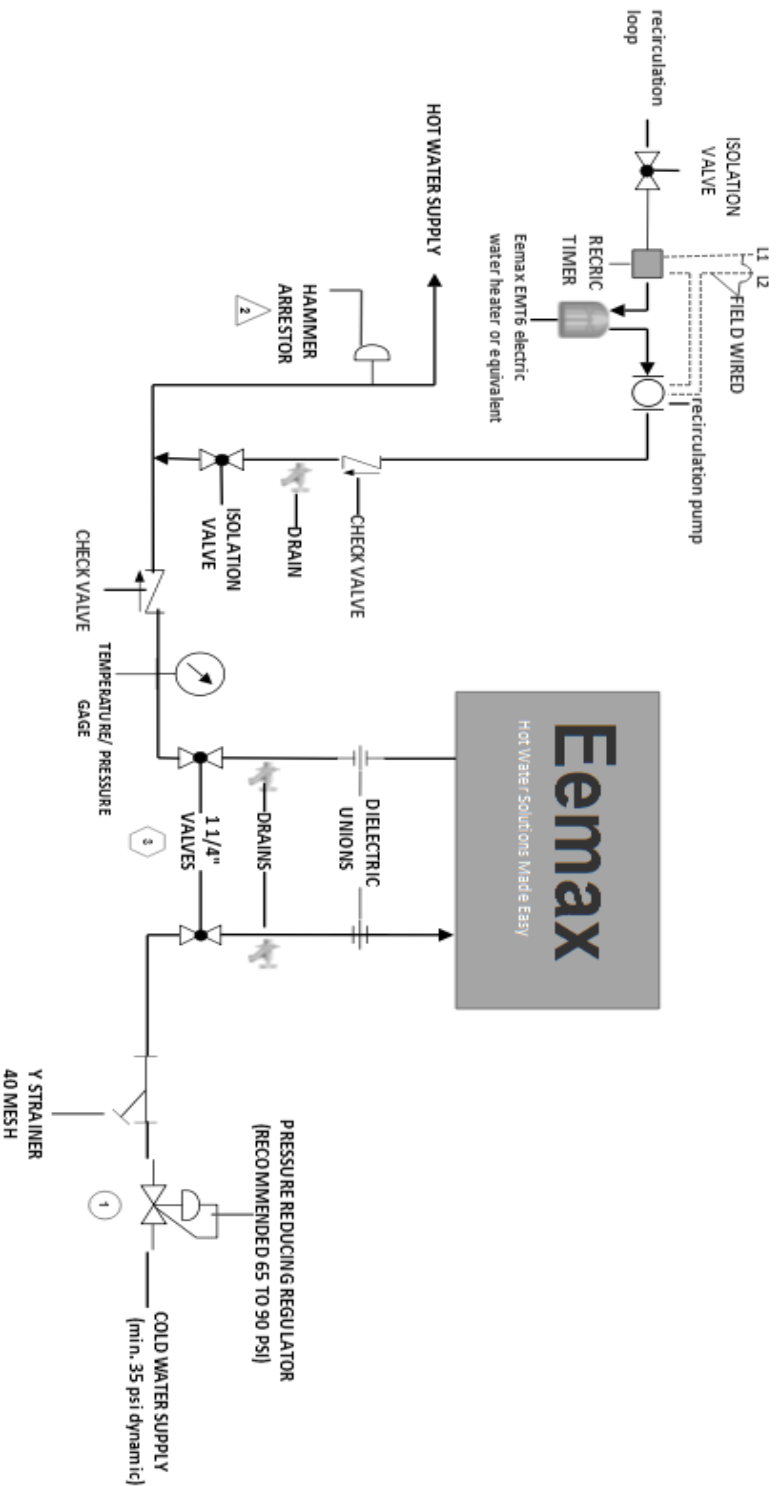 recirculation
loop
ISOLATION
VALVE
L1
L2
FIELD WIRED
RECRIC
TIMER
Eemax EMT6 electric
water heater or equivalent
recirculation pump
HOT WATER SUPPLY
HAMMER
ARRESTOR
2
CHECK VALVE
DRAIN
ISOLATION
VALVE
CHECK VALVE
TEMPERATURE/ PRESSURE
GAGE
Eemax
Hot Water Solutions Made Easy
DIELECTRIC
UNIONS
DRAINS
1 1/4"
VALVES
3
PRESSURE REDUCING REGULATOR
(RECOMMENDED 65 TO 90 PSI)
1
Y STRAINER
40 MESH
COLD WATER SUPPLY
(min. 35 psi dynamic)